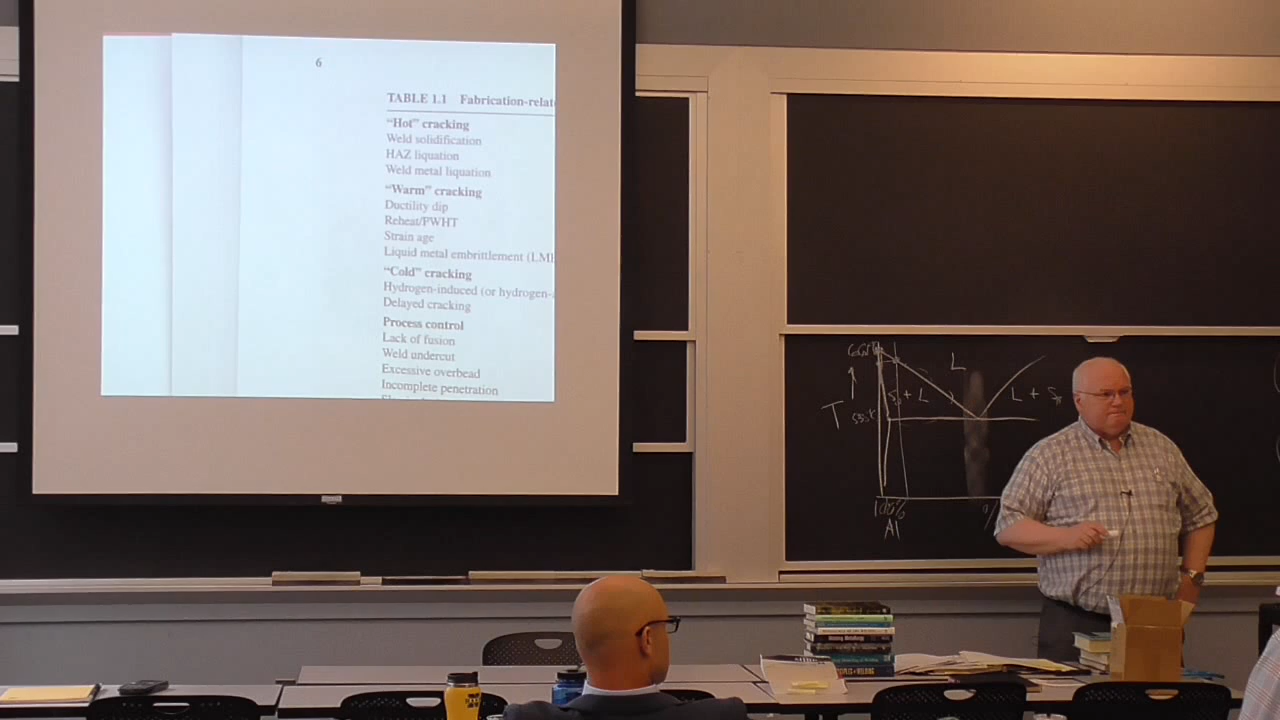 6
TABLE 1.1 Fabrication-relat
“Hot” cracking
Weld solidification
HAZ liquation
Weld metal liquation
“Warm” cracking
Ductility dip
Reheat/PWHT
Strain age
Liquid metal embrittlement (LM
“Cold” cracking
Hydrogen-induced (or hydrogen-
Delayed cracking
Process control
Lack of fusion
Weld undercut
Excessive overbead
Incomplete penetration
L
T
+ L
L + S
100%
%
Al